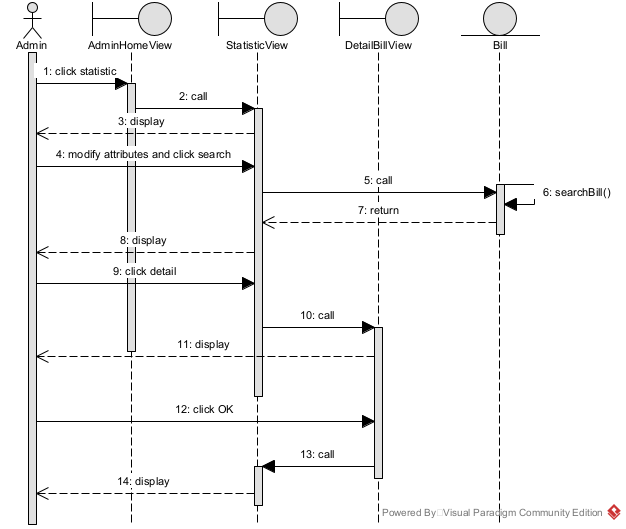 Admin AdminHomeView StatisticView DetailBillView Bill
1: click statistic
2: call
3: display
4: modify attributes and click search
5: call
6: searchBill()
7: return
8: display
9: click detail
10: call
11: display
12: click OK
13: call
14: display
Powered By Visual Paradigm Community Edition